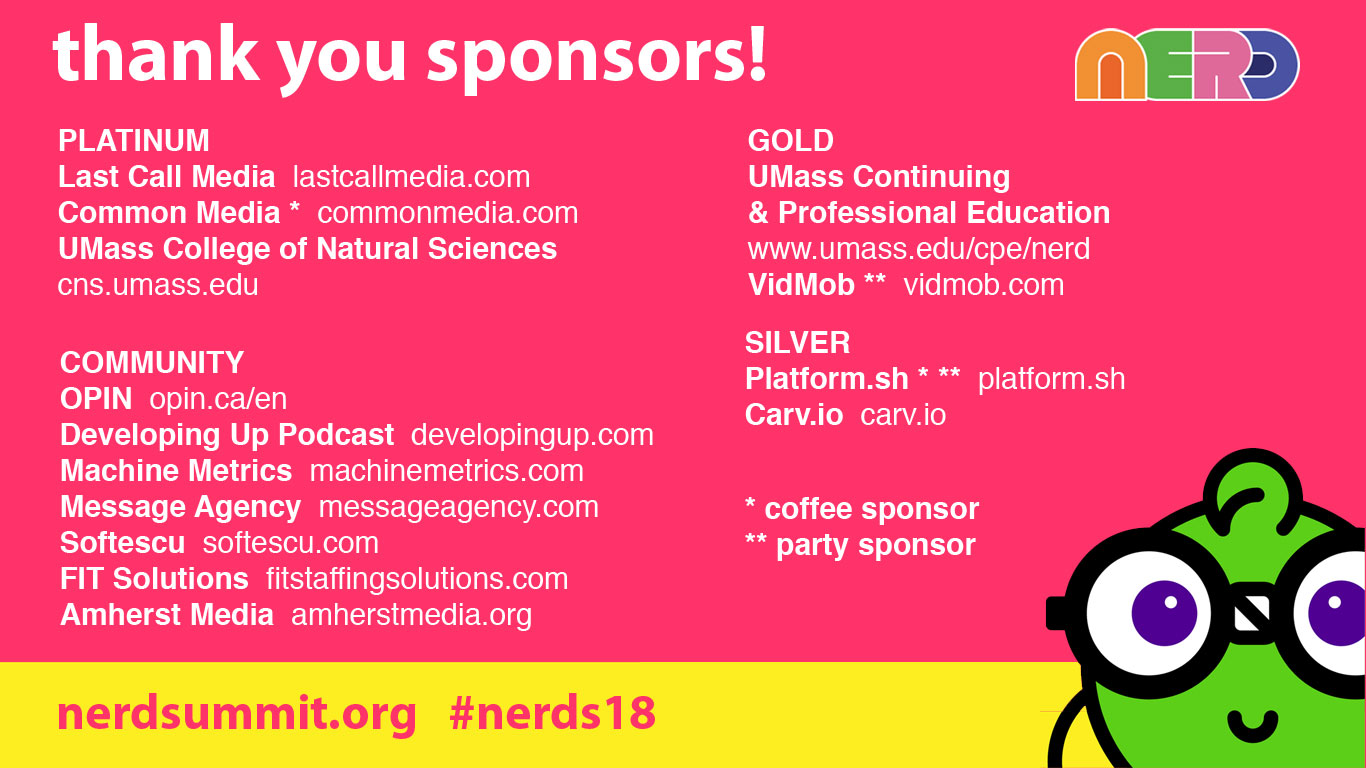 thank you sponsors!
NERD
PLATINUM
Last Call Media lastcallmedia.com
Common Media * commonmedia.com
UMass College of Natural Sciences
cns.umass.edu
COMMUNITY
OPIN opin.ca/en
Developing Up Podcast developingup.com
Machine Metrics machinemetrics.com
Message Agency messageagency.com
Softescu softescu.com
FIT Solutions fitstaffingsolutions.com
Amherst Media amherstmedia.org
GOLD
UMass Continuing
& Professional Education
www.umass.edu/cpe/nerd
VidMob ** vidmob.com
SILVER
Platform.sh * ** platform.sh
Carv.io carv.io
* coffee sponsor
** party sponsor
nerdsummit.org #nerds18